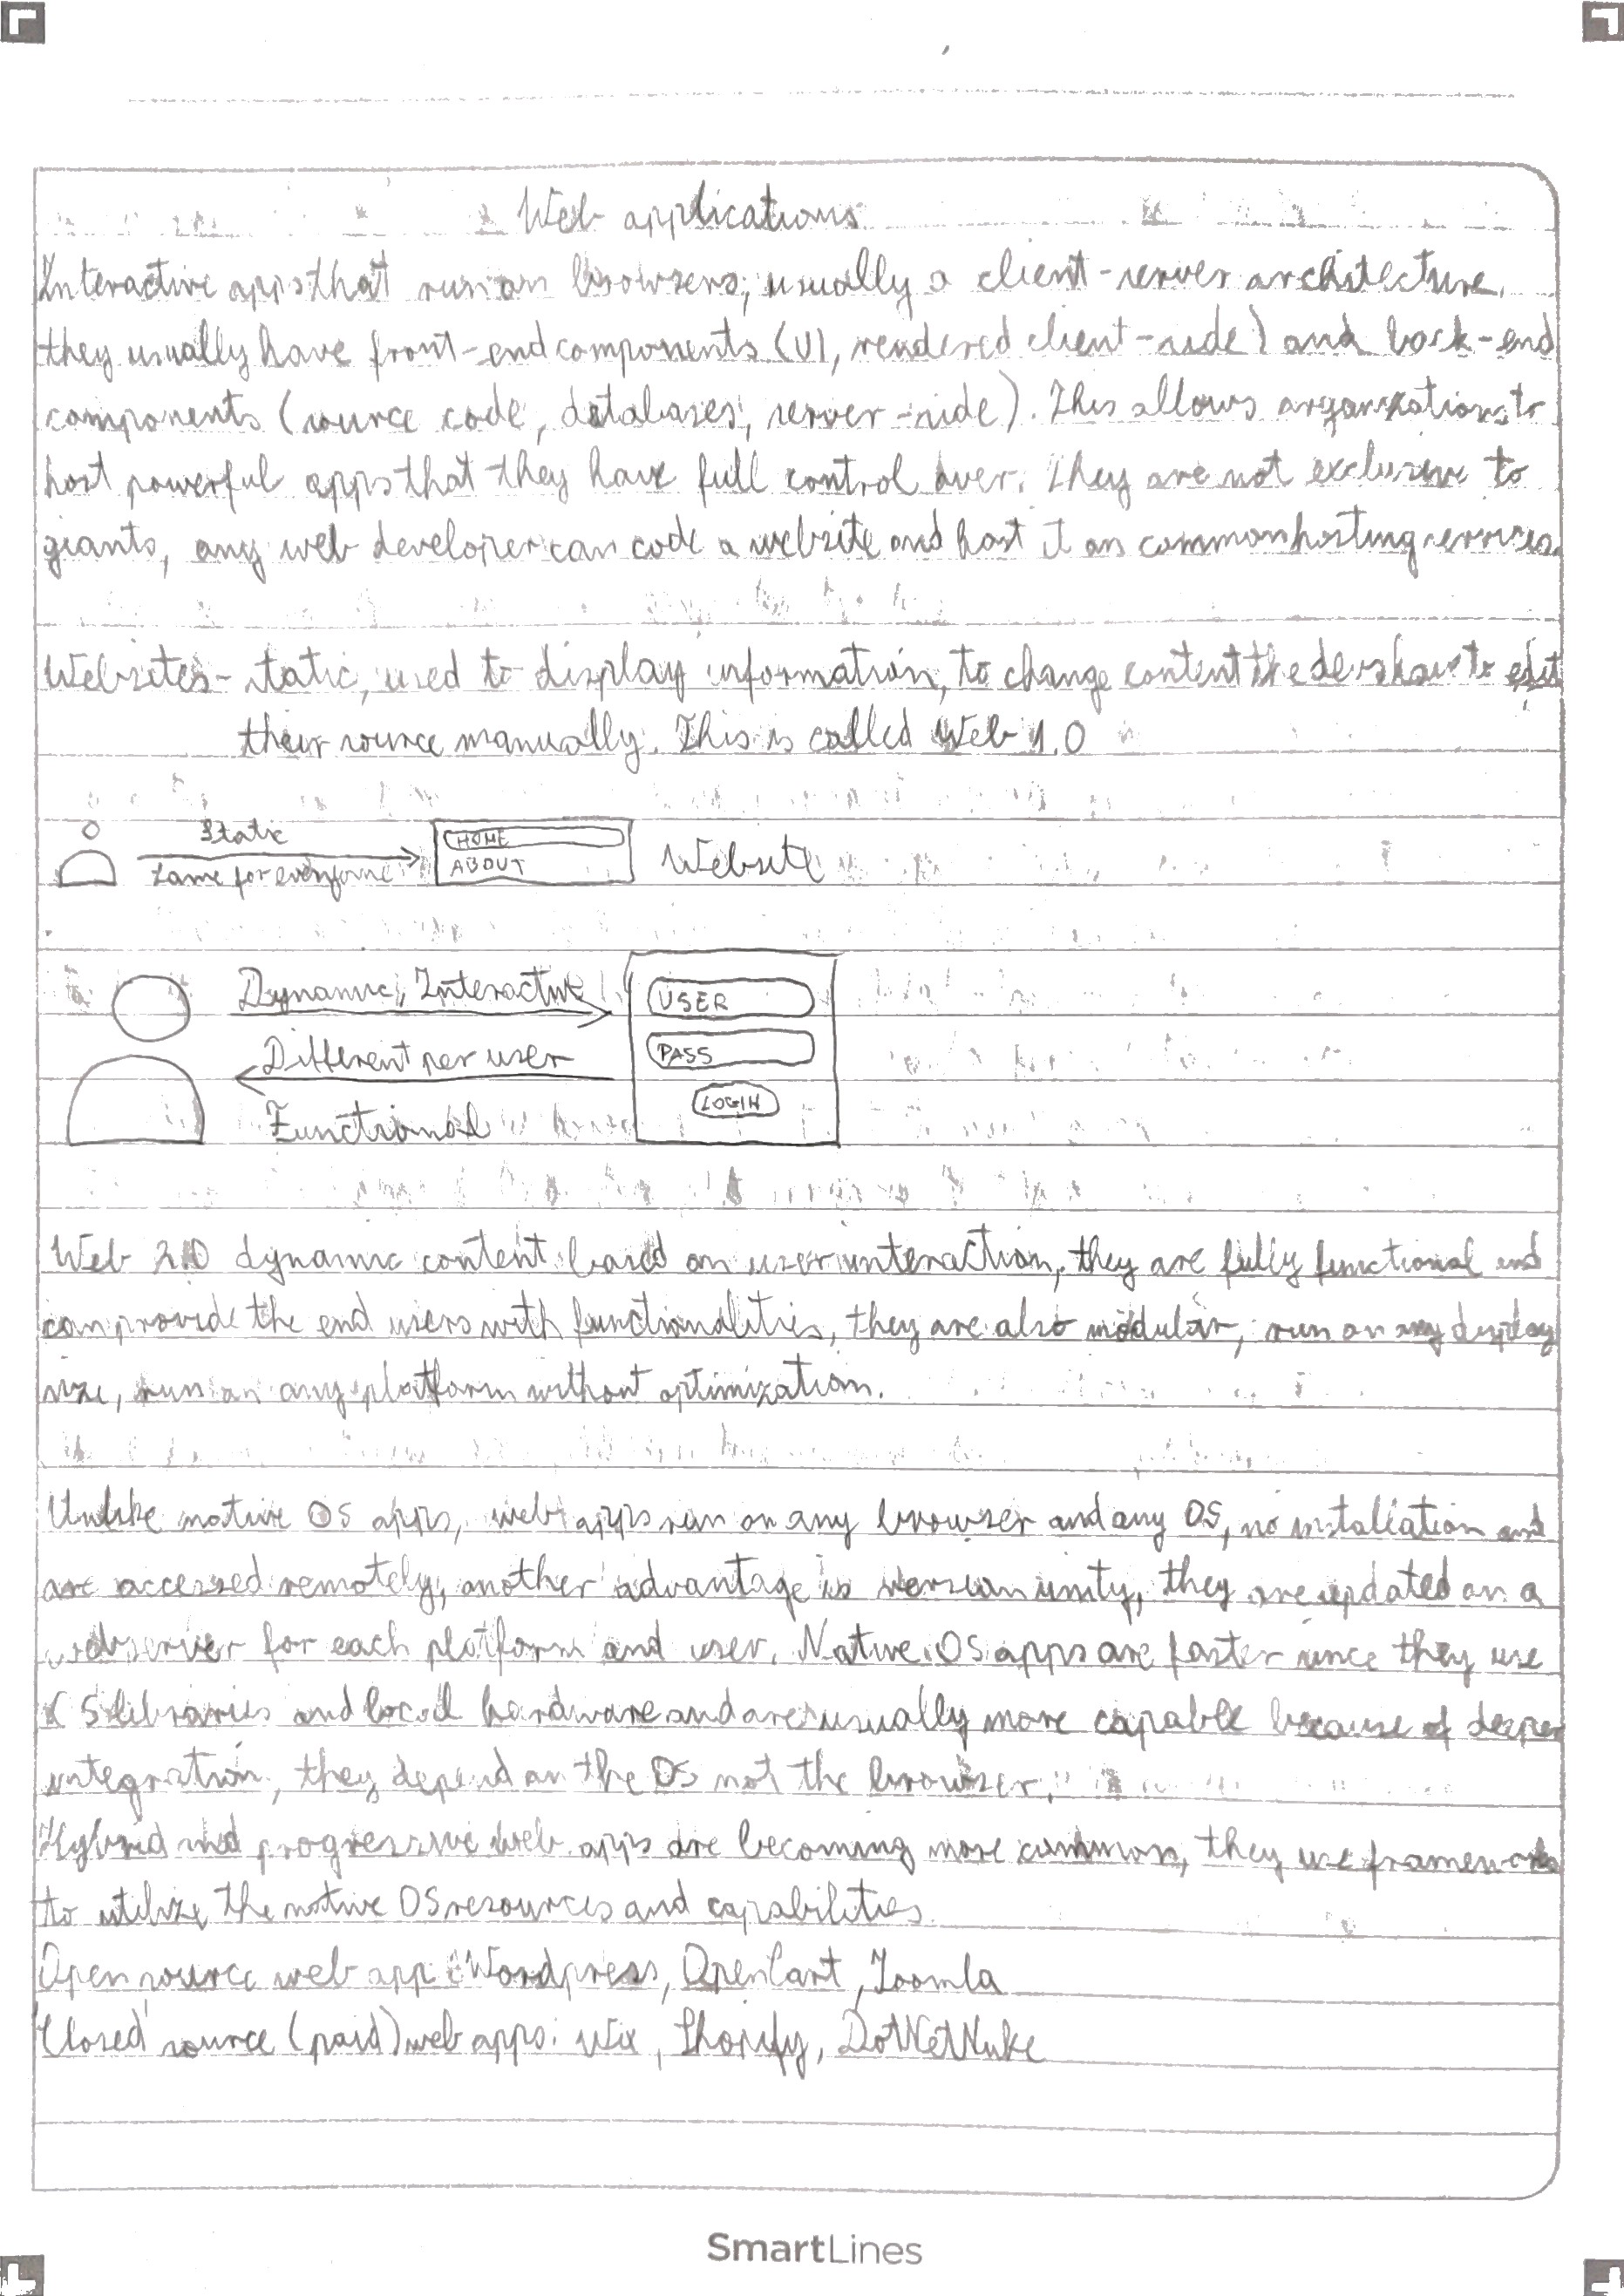 Web applications
Interactive apps that run on browsers, usually a client-server architecture,
they usually have front-end components (UI, rendered client-side) and back-end
components (source code, databases, server-side). This allows organizations to
host powerful apps that they have full control over. They are not exclusive to
giants, any web developer can code a website and host it on common hosting services.
Websites - static, used to display information, to change content the devs have to edit
their source manually. This is called Web 1.0
Static
Same for everyone
HOME
ABOUT
Website
Dynamic, Interactive
Different per user
Functional
USER
PASS
LOGIN
Web 2.0 dynamic content based on user interaction, they are fully functional and
can provide the end users with functionalities, they are also modular, run on any display
size, run on any platform without optimization.
Unlike native OS apps, web apps run on any browser and any OS, no installation and
are accessed remotely, another advantage is version unity, they are updated on a
webserver for each platform and user. Native OS apps are faster since they use
OS libraries and local hardware and are usually more capable because of deeper
integration, they depend on the OS not the browser.
Hybrid and progressive web apps are becoming more common, they use frameworks
to utilize the native OS resources and capabilities.
Open source web app: Wordpress, OpenCart, Joomla
Closed source (paid) web apps: Wix, Shopify, DotNetNuke
SmartLines